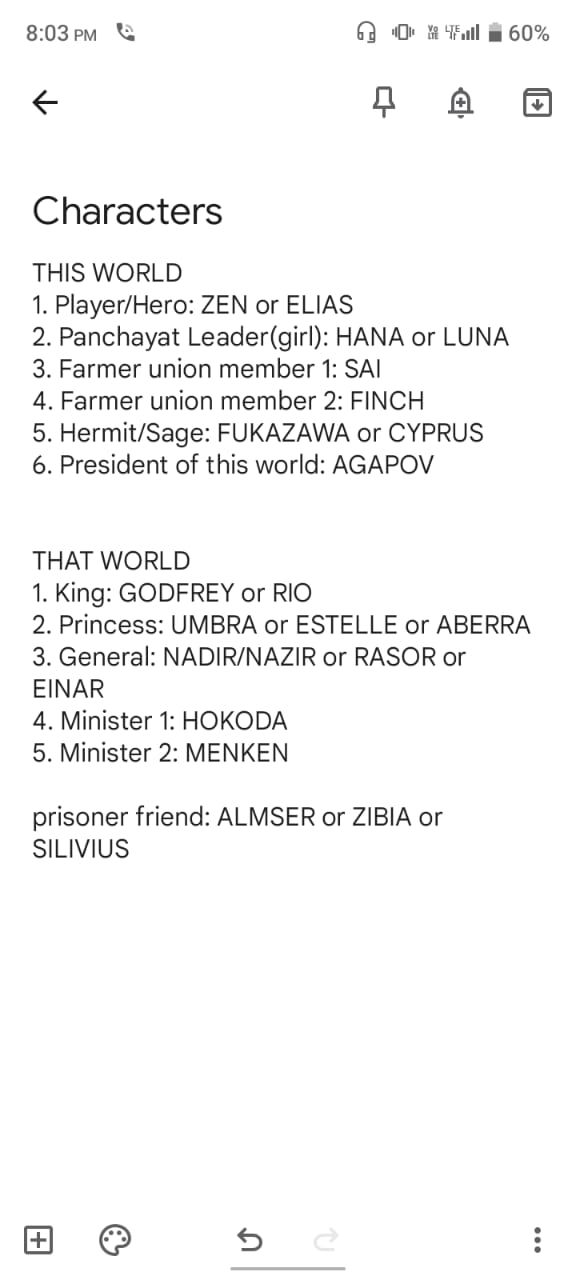 8:03 PM 60%
Characters
THIS WORLD
1. Player/Hero: ZEN or ELIAS
2. Panchayat Leader(girl): HANA or LUNA
3. Farmer union member 1: SAI
4. Farmer union member 2: FINCH
5. Hermit/Sage: FUKAZAWA or CYPRUS
6. President of this world: AGAPOV
THAT WORLD
1. King: GODFREY or RIO
2. Princess: UMBRA or ESTELLE or ABERRA
3. General: NADIR/NAZIR or RASOR or
EINAR
4. Minister 1: HOKODA
5. Minister 2: MENKEN
prisoner friend: ALMSER or ZIBIA or
SILIVIUS